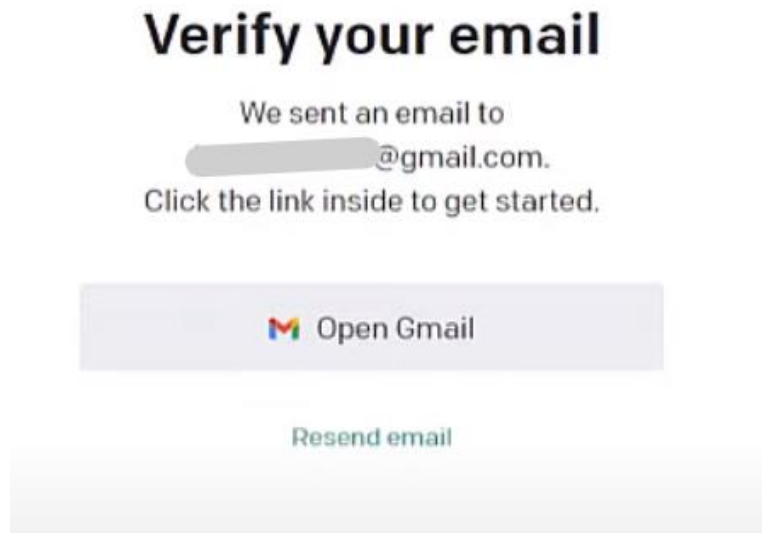 Verify your email
We sent an email to
@gmail.com.
Click the link inside to get started.
Open Gmail
Resend email